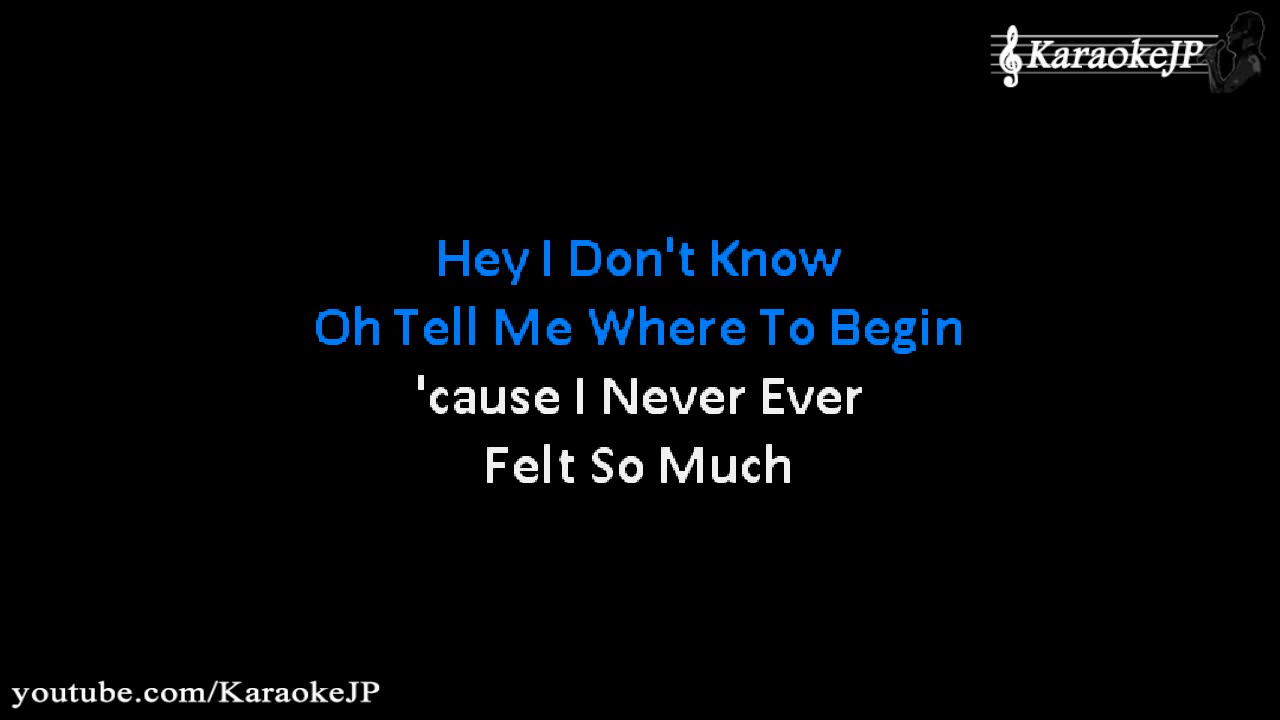 KaraokeJP
Hey I Don't Know
Oh Tell Me Where To Begin
'cause I Never Ever
Felt So Much
youtube.com/KaraokeJP